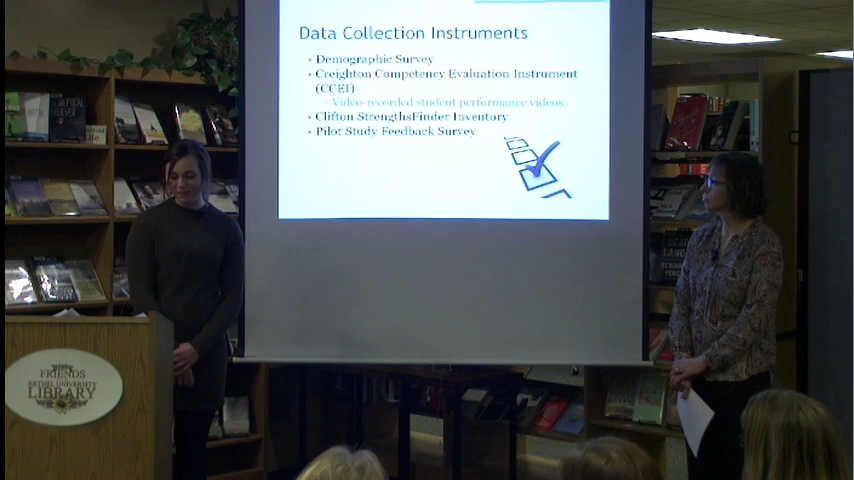 Data Collection Instruments
• Demographic Survey
• Creighton Competency Evaluation Instrument
(CCEI)
– Video-recorded student performance videos
• Clifton StrengthsFinder Inventory
• Pilot Study Feedback Survey
FRIENDS
BETHEL UNIVERSITY
LIBRARY